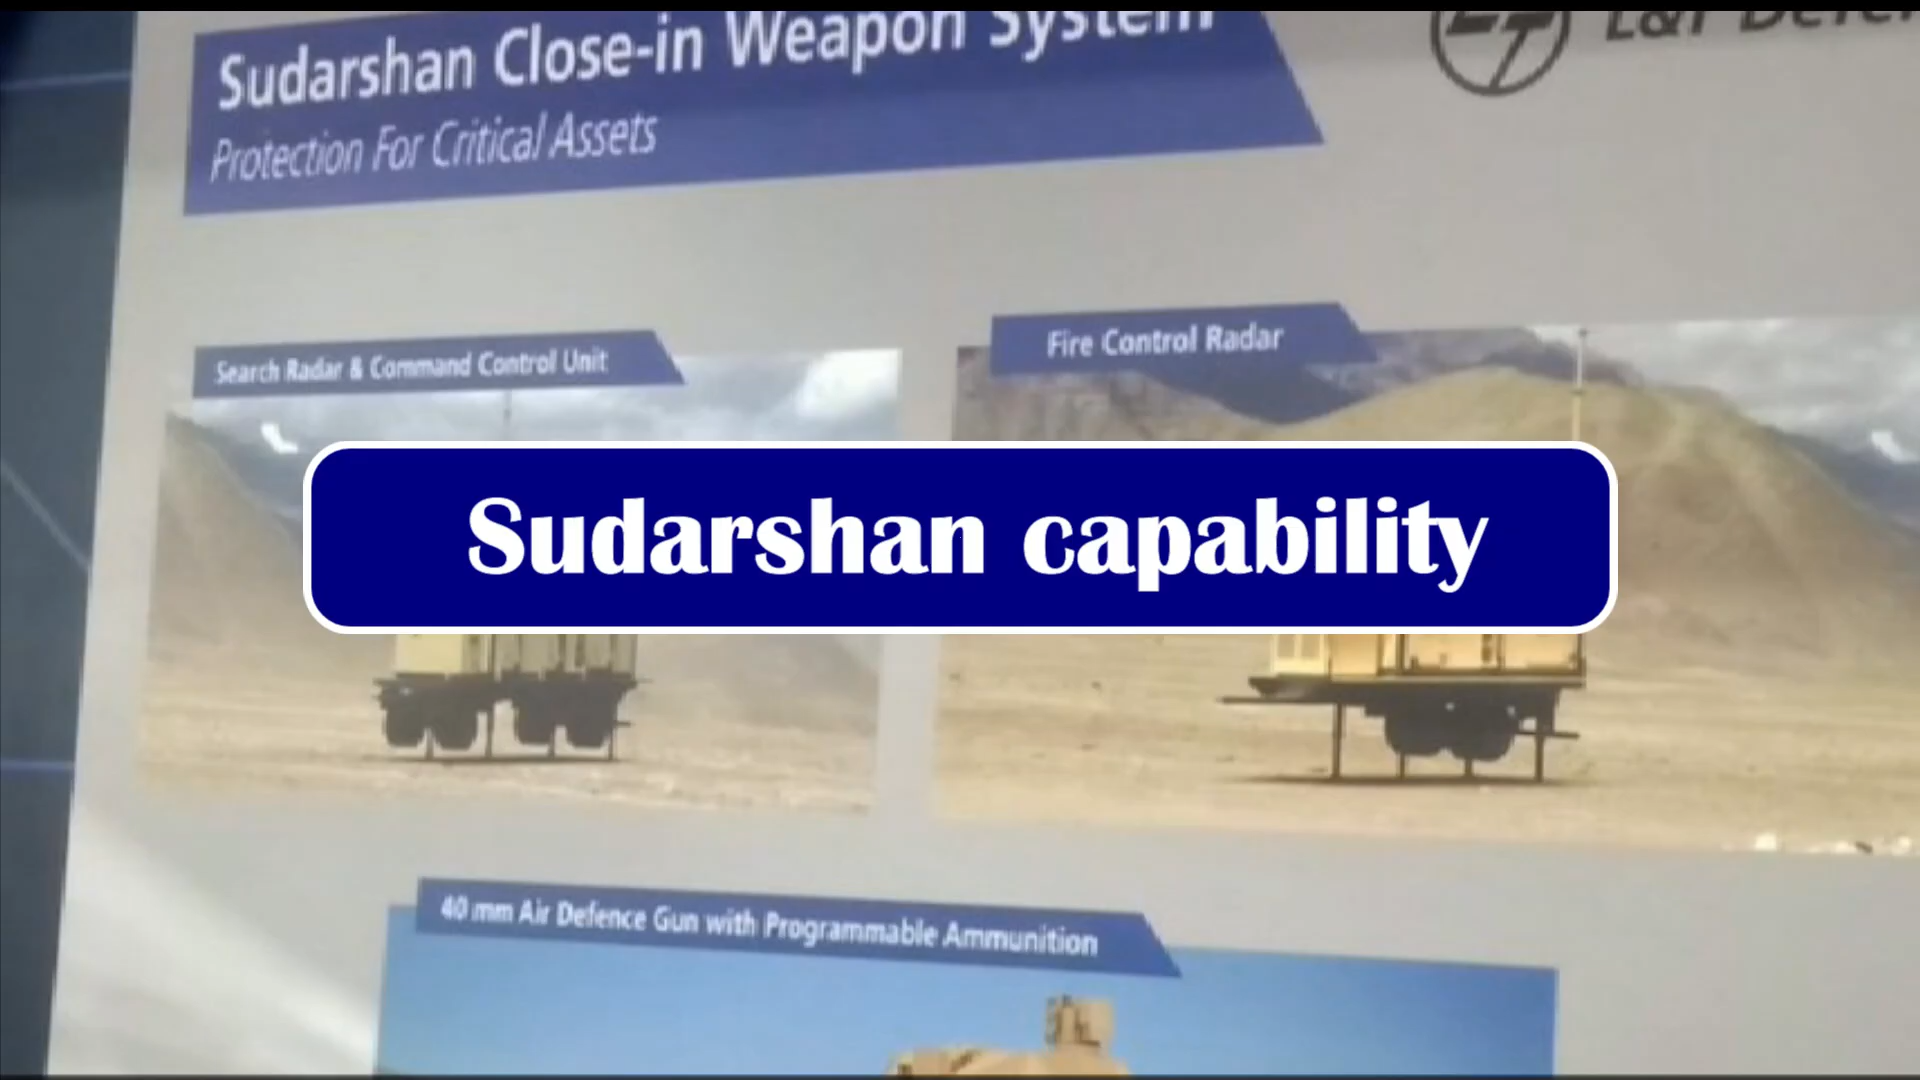 Sudarshan Close-in Weapon System
Protection For Critical Assets
L&T
Search Radar & Command Control Unit
Fire Control Radar
Sudarshan capability
40 mm Air Defence Gun with Programmable Ammunition